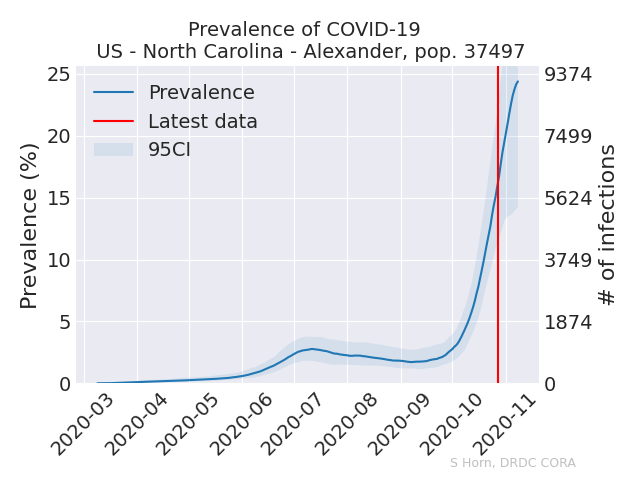 Prevalence of COVID-19
US - North Carolina - Alexander, pop. 37497
Prevalence
Latest data
95CI
Prevalence (%)
25
20
15
10
5
0
# of infections
9374
7499
5624
3749
1874
0
2020-03
2020-04
2020-05
2020-06
2020-07
2020-08
2020-09
2020-10
2020-11
S Horn, DRDC CORA